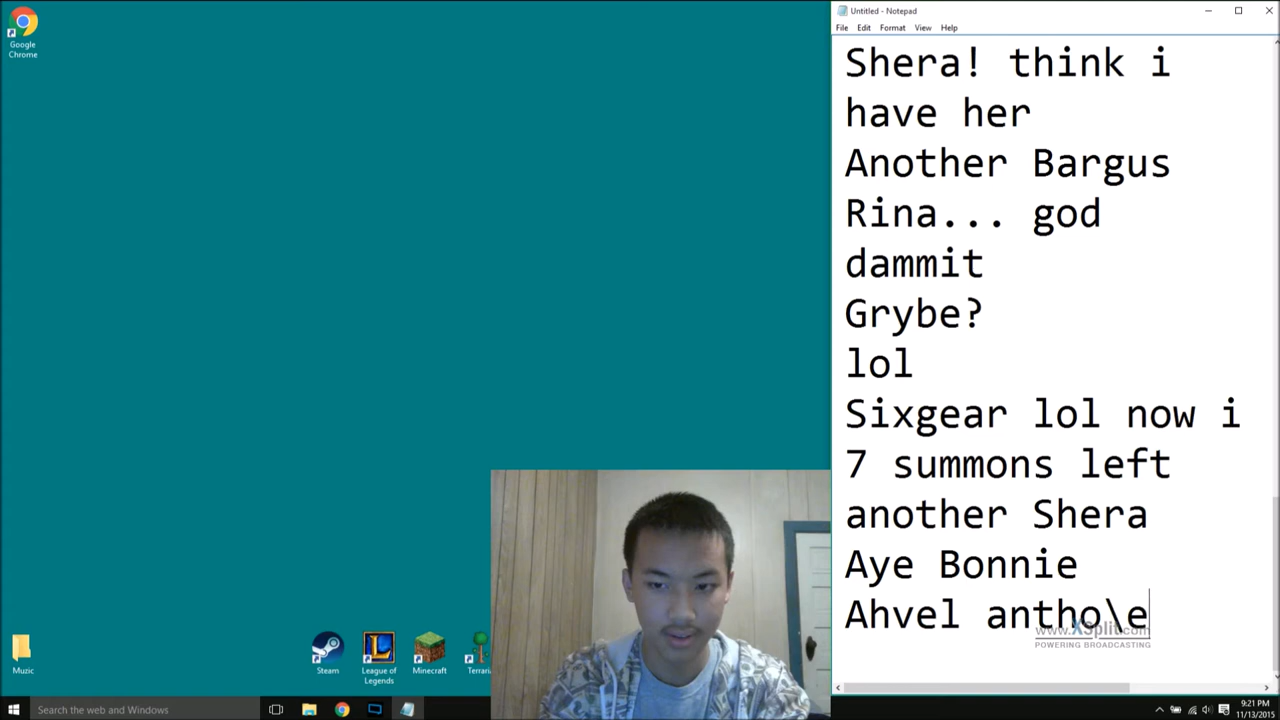 Untitled - Notepad
File Edit Format View Help
Shera! think i
have her
Another Bargus
Rina... god
dammit
Grybe?
lol
Sixgear lol now i
7 summons left
another Shera
Aye Bonnie
Ahvel antho\e
www.XSplit.com
POWERING BROADCASTING
Google
Chrome
Muzic
Steam
League of
Legends
Minecraft
Search the web and Windows
9:21 PM
11/13/2015